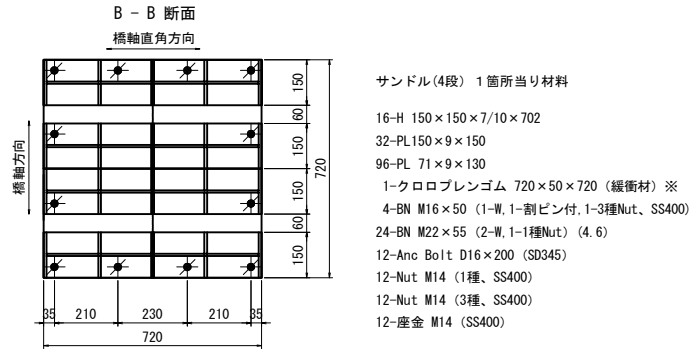 B － B 断面
橋軸直角方向
橋軸方向
150
60
150
150
60
150
720
35
210
230
210
35
720
サンドル(4段) １箇所当り材料
16-H 150×150×7/10×702
32-PL150×9×150
96-PL 71×9×130
1-クロロプレンゴム 720×50×720 (緩衝材) ※
4-BN M16×50 (1-W,1-割ピン付,1-3種Nut、SS400)
24-BN M22×55 (2-W,1-1種Nut) (4.6)
12-Anc Bolt D16×200 (SD345)
12-Nut M14 (1種、SS400)
12-Nut M14 (3種、SS400)
12-座金 M14 (SS400)